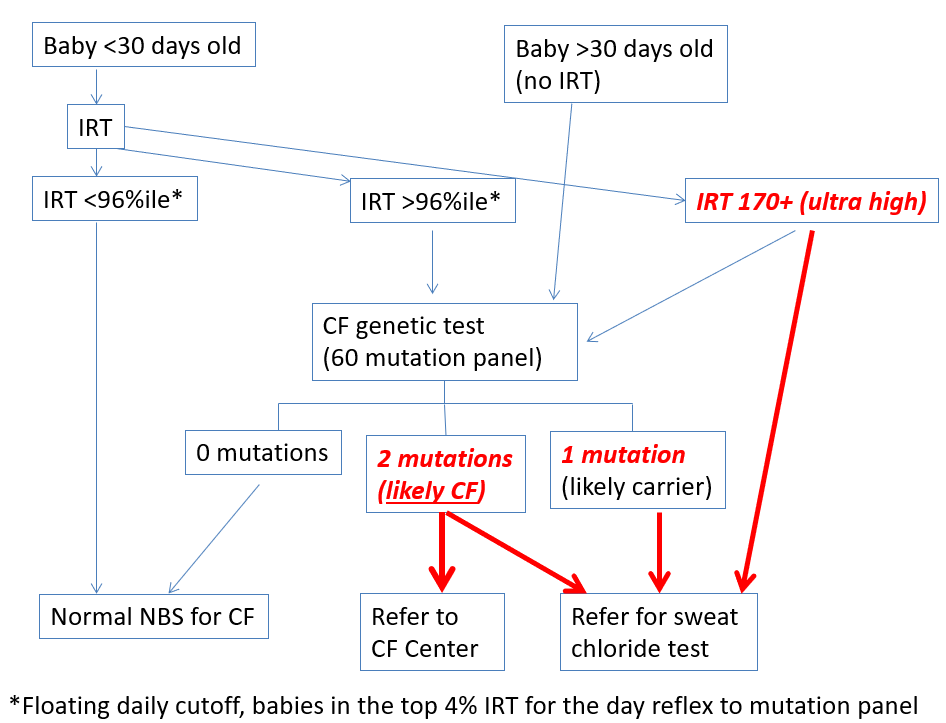 Baby <30 days old
Baby >30 days old
(no IRT)
IRT
IRT <96%ile*
IRT >96%ile*
IRT 170+ (ultra high)
CF genetic test
(60 mutation panel)
0 mutations
2 mutations
(likely CF)
1 mutation
(likely carrier)
Normal NBS for CF
Refer to
CF Center
Refer for sweat
chloride test
*Floating daily cutoff, babies in the top 4% IRT for the day reflex to mutation panel